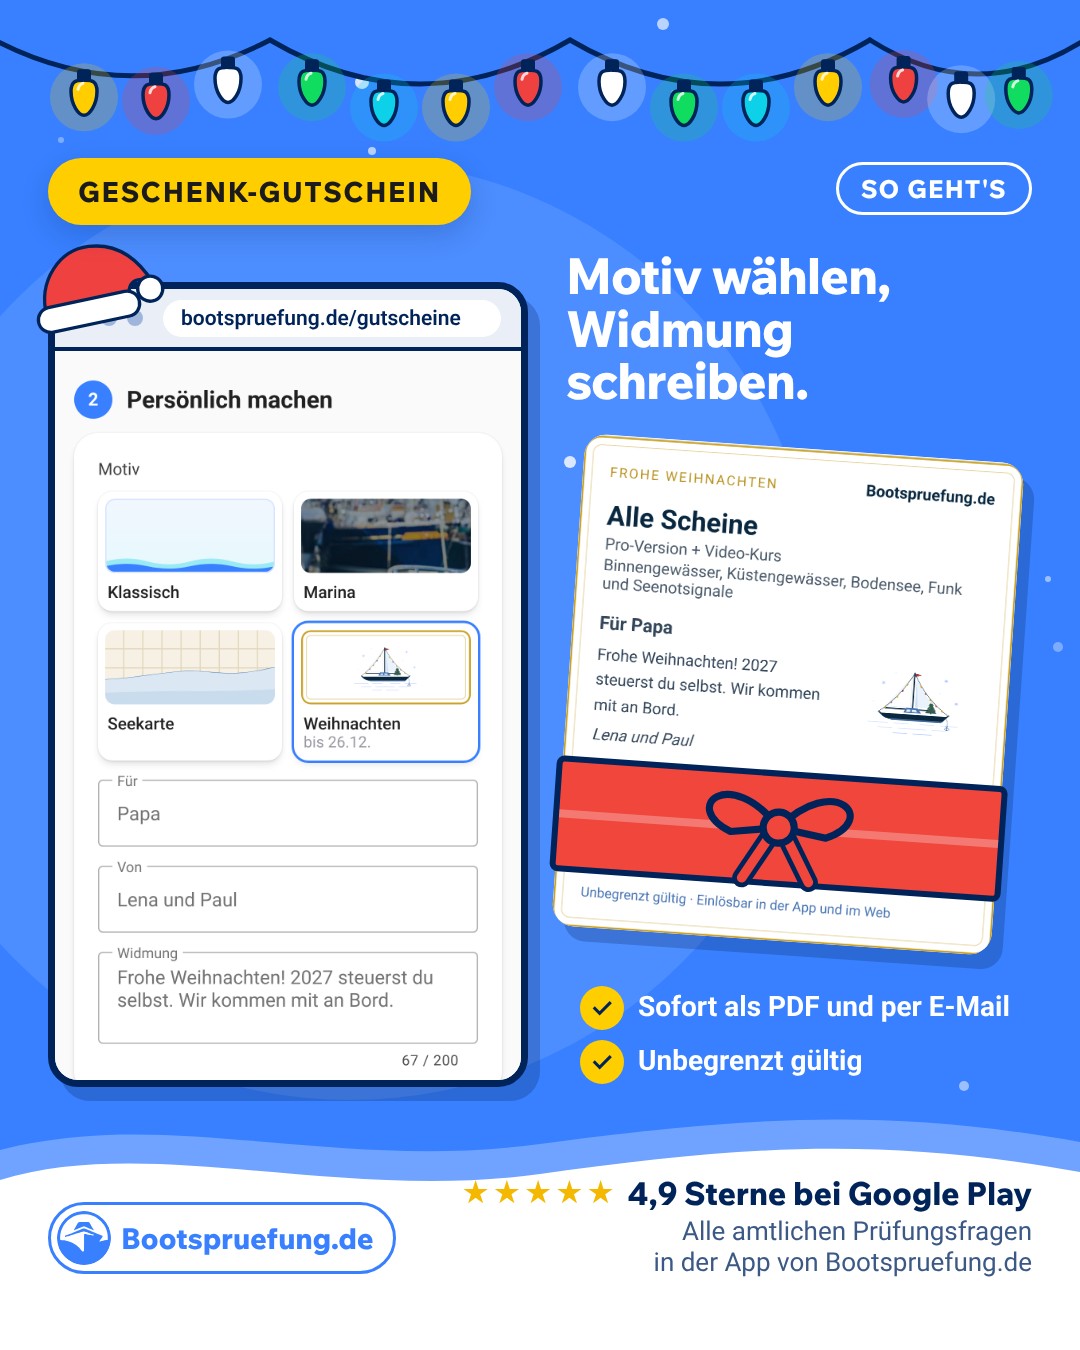 GESCHENK-GUTSCHEIN
SO GEHT'S
bootspruefung.de/gutscheine
2 Persönlich machen
Motiv
Klassisch
Marina
Seekarte
Weihnachten
bis 26.12.
Für
Papa
Von
Lena und Paul
Widmung
Frohe Weihnachten! 2027 steuerst du
selbst. Wir kommen mit an Bord.
67 / 200
Motiv wählen,
Widmung
schreiben.
FROHE WEIHNACHTEN
Bootspruefung.de
Alle Scheine
Pro-Version + Video-Kurs
Binnengewässer, Küstengewässer, Bodensee, Funk
und Seenotsignale
Für Papa
Frohe Weihnachten! 2027
steuerst du selbst. Wir kommen
mit an Bord.
Lena und Paul
Unbegrenzt gültig · Einlösbar in der App und im Web
Sofort als PDF und per E-Mail
Unbegrenzt gültig
Bootspruefung.de
★★★★★ 4,9 Sterne bei Google Play
Alle amtlichen Prüfungsfragen
in der App von Bootspruefung.de